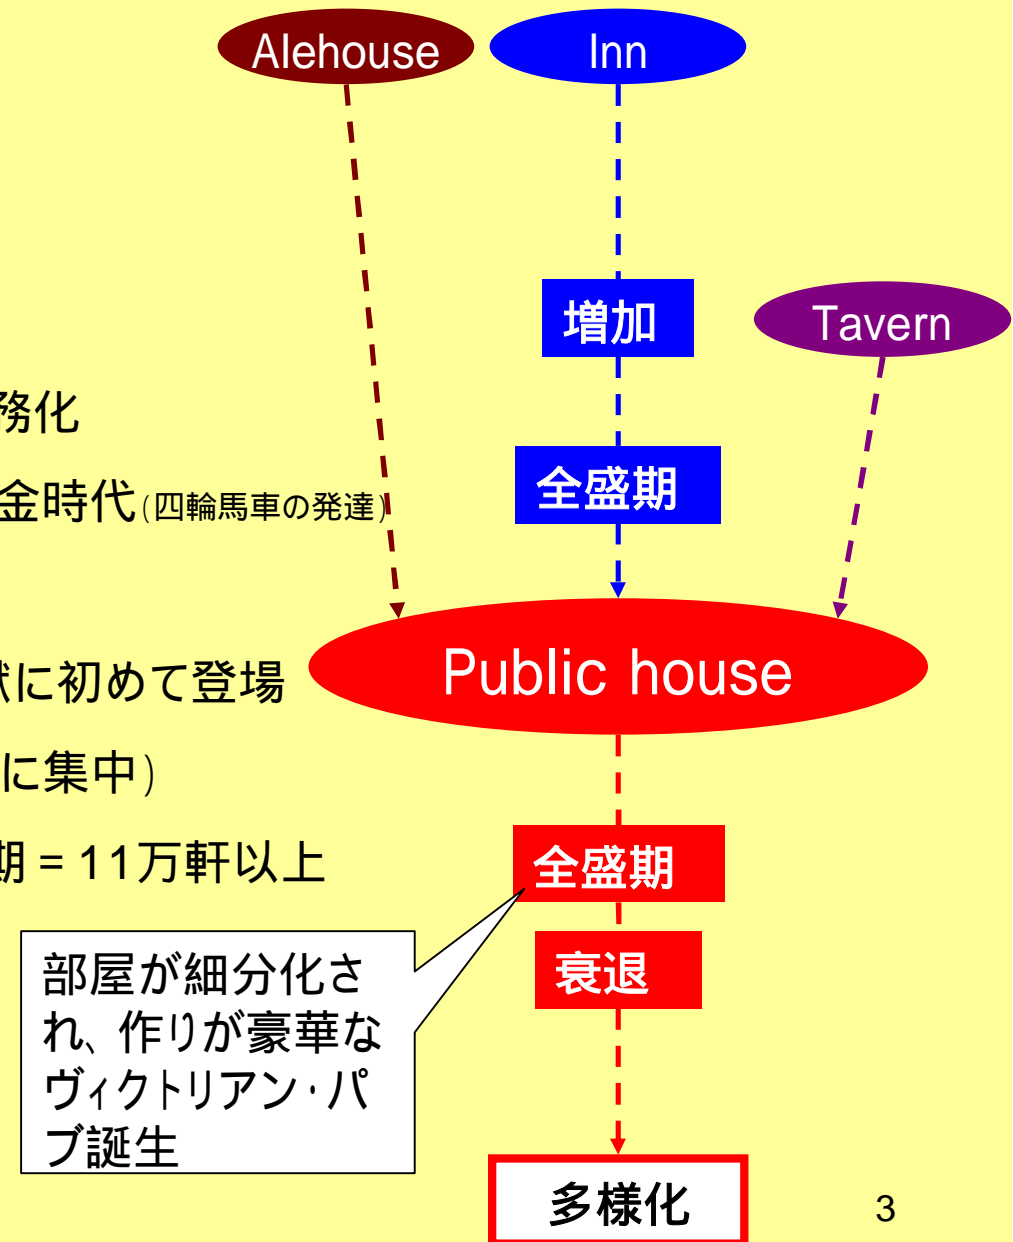 Alehouse
Inn
増加
Tavern
務化
全盛期
金時代(四輪馬車の発達)
Public house
献に初めて登場
に集中)
期=11万軒以上
全盛期
衰退
部屋が細分化さ
れ、作りが豪華な
ヴィクトリアン・パ
ブ誕生
多様化
3